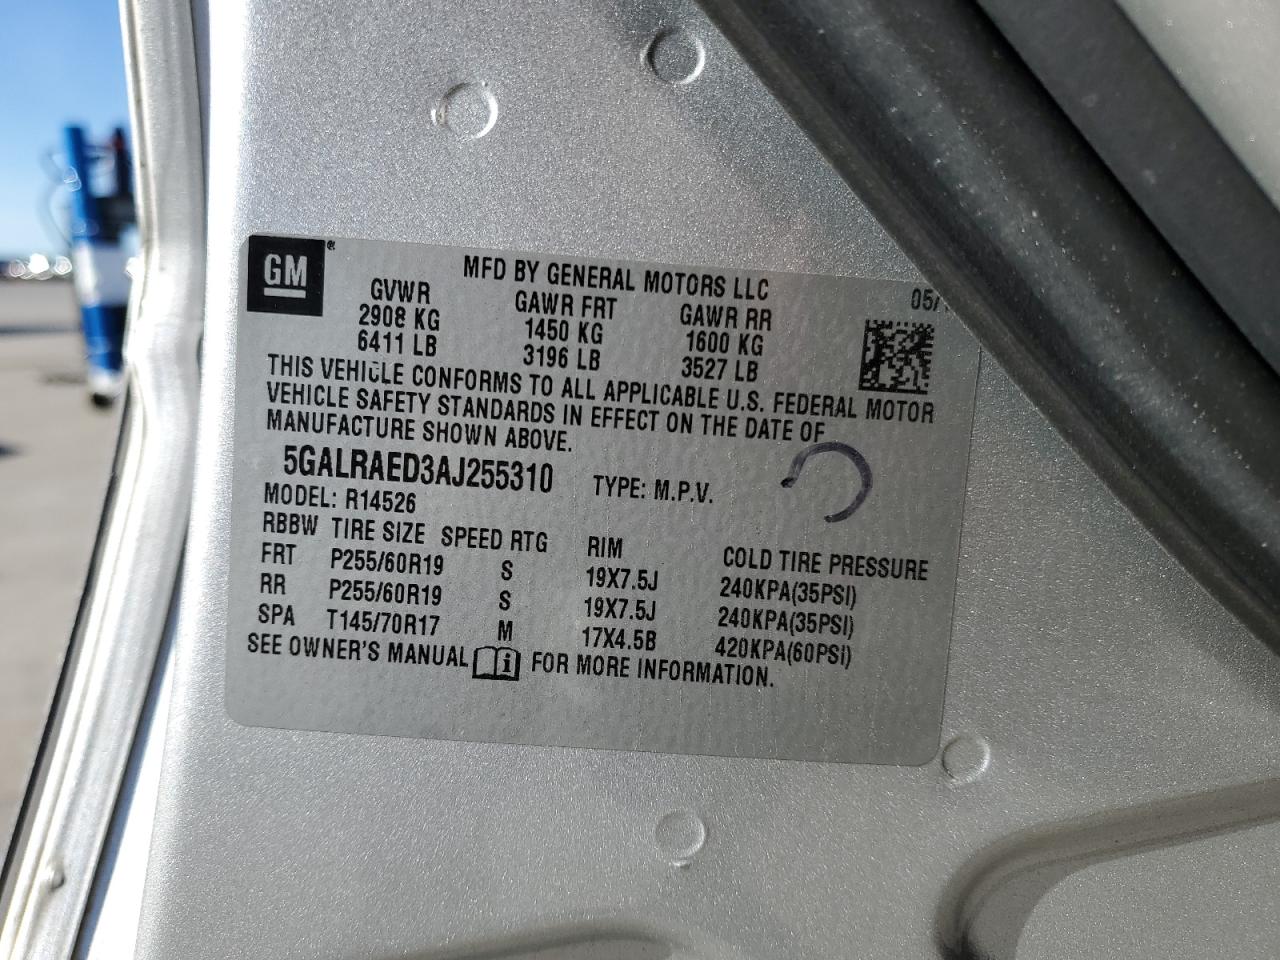 GM®
MFD BY GENERAL MOTORS LLC
05/
GVWR GAWR FRT GAWR RR
2908 KG 1450 KG 1600 KG
6411 LB 3196 LB 3527 LB
THIS VEHICLE CONFORMS TO ALL APPLICABLE U.S. FEDERAL MOTOR
VEHICLE SAFETY STANDARDS IN EFFECT ON THE DATE OF
MANUFACTURE SHOWN ABOVE.
5GALRAED3AJ255310 TYPE: M.P.V.
MODEL: R14526
RBBW TIRE SIZE SPEED RTG RIM COLD TIRE PRESSURE
FRT P255/60R19 S 19X7.5J 240KPA(35PSI)
RR P255/60R19 S 19X7.5J 240KPA(35PSI)
SPA T145/70R17 M 17X4.5B 420KPA(60PSI)
SEE OWNER'S MANUAL i FOR MORE INFORMATION.